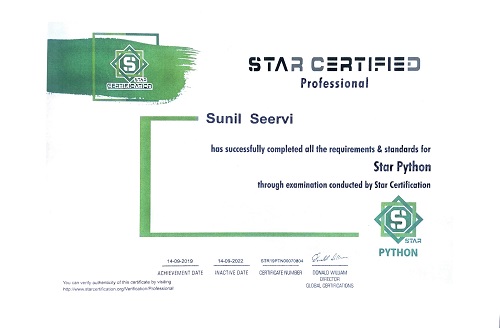 STAR
CERTIFICATION
STAR CERTIFIED
Professional
Sunil Seervi
has successfully completed all the requirements & standards for
Star Python
through examination conducted by Star Certification
S STAR
PYTHON
14-09-2019 14-09-2022 STR19PTN00070804
ACHIEVEMENT DATE INACTIVE DATE CERTIFICATE NUMBER DONALD WILLIAM
DIRECTOR
GLOBAL CERTIFICATIONS
You can verify authenticity of this certificate by visiting
http://www.starcertification.org/Verification/Professional